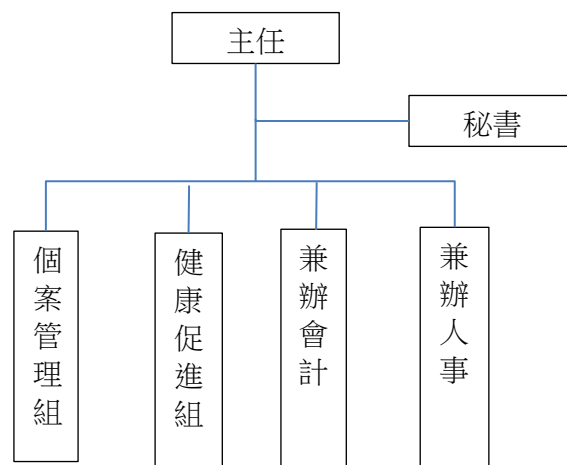 主任
秘書
個案管理組
健康促進組
兼辦會計
兼辦人事